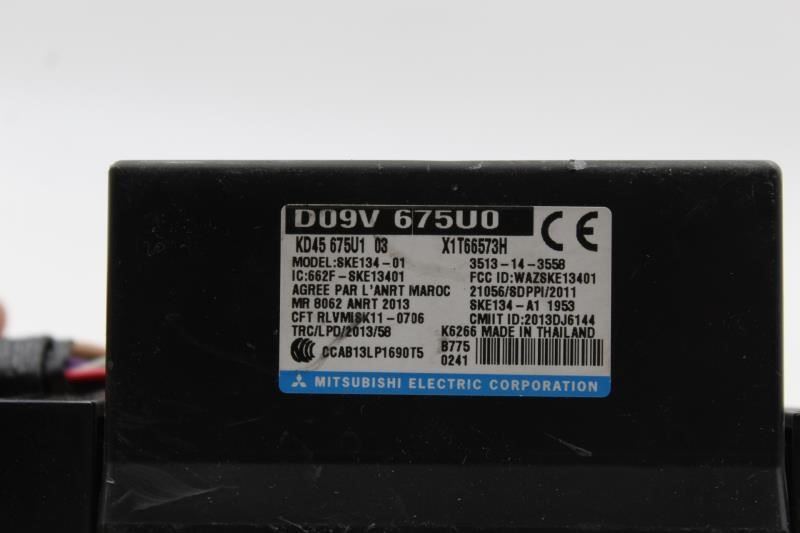 D09V 675U0
KD45 675U1 03 X1T66573H
MODEL:SKE134-01 3513-14-3558
IC:662F-SKE13401 FCC ID:WAZSKE13401
AGREE PAR L'ANRT MAROC 21056/SDPPI/2011
MR 8062 ANRT 2013 SKE134-A1 1953
CFT RLVMISK11-0706 CMIIT ID:2013DJ6144
TRC/LPD/2013/58 K6266 MADE IN THAILAND
CCAB13LP1690T5 B775
0241
MITSUBISHI ELECTRIC CORPORATION
CE